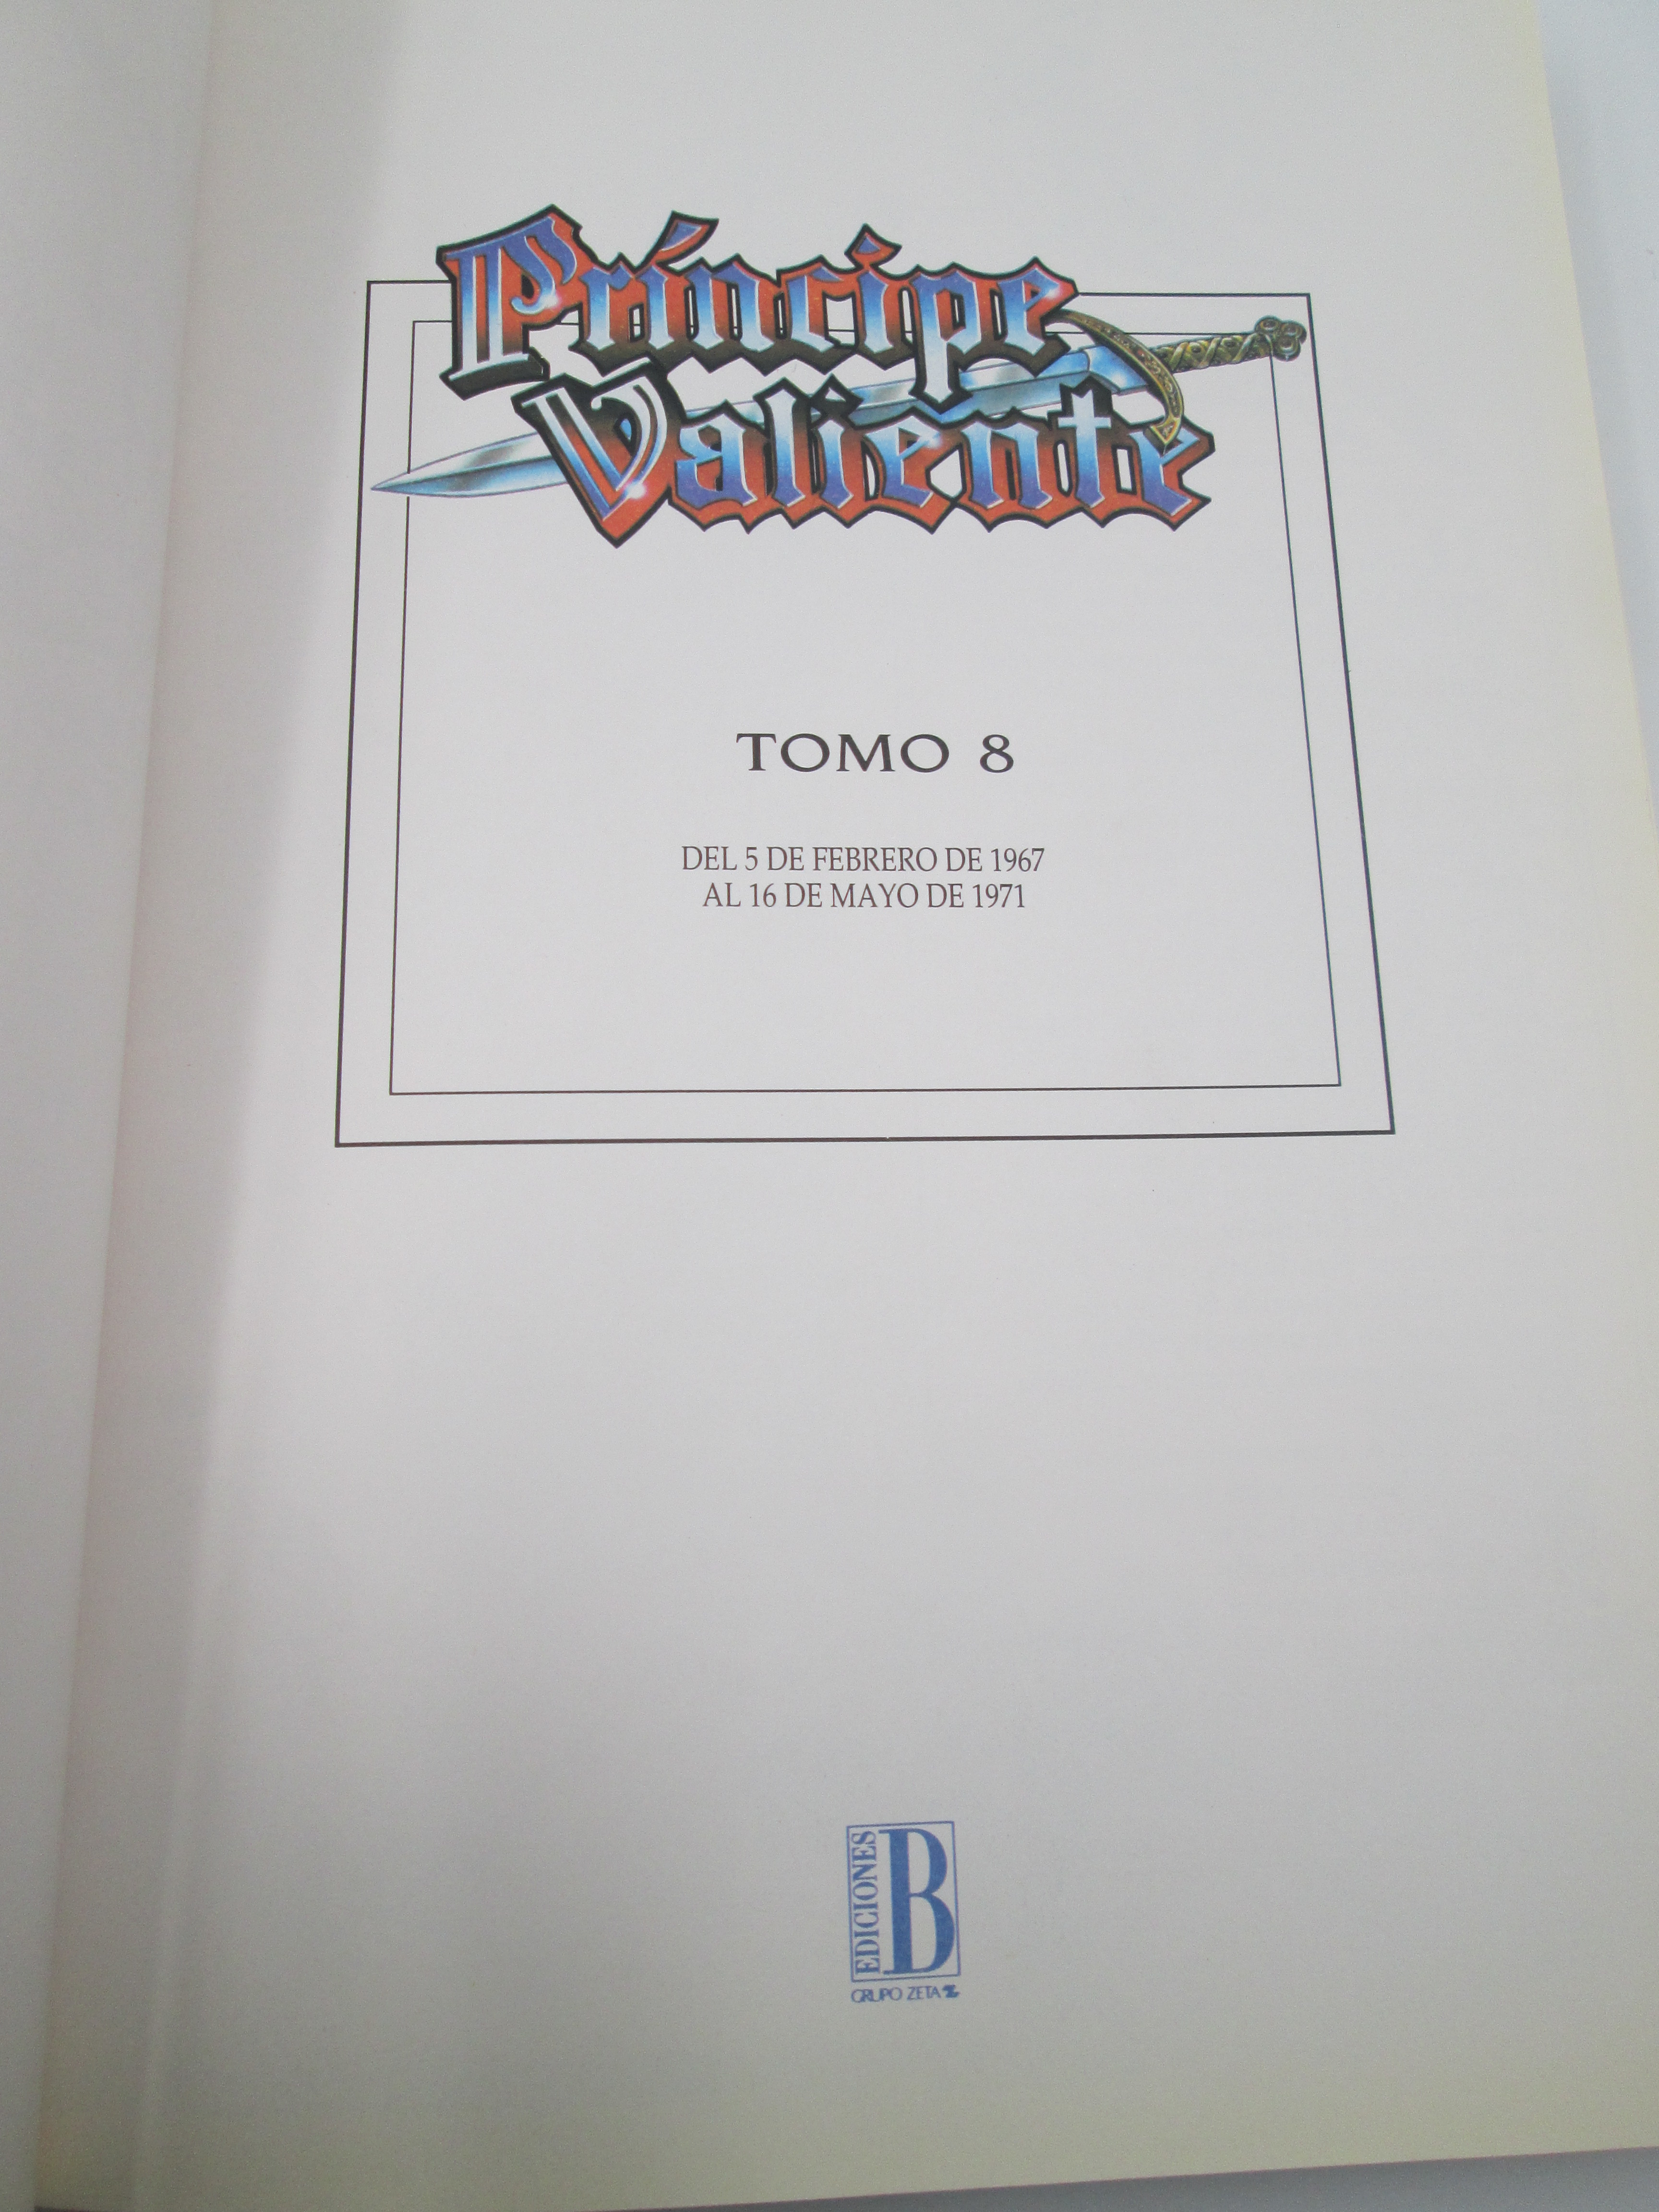 Príncipe
Valiente
TOMO 8
DEL 5 DE FEBRERO DE 1967
AL 16 DE MAYO DE 1971
EDICIONES
B
GRUPO ZETA